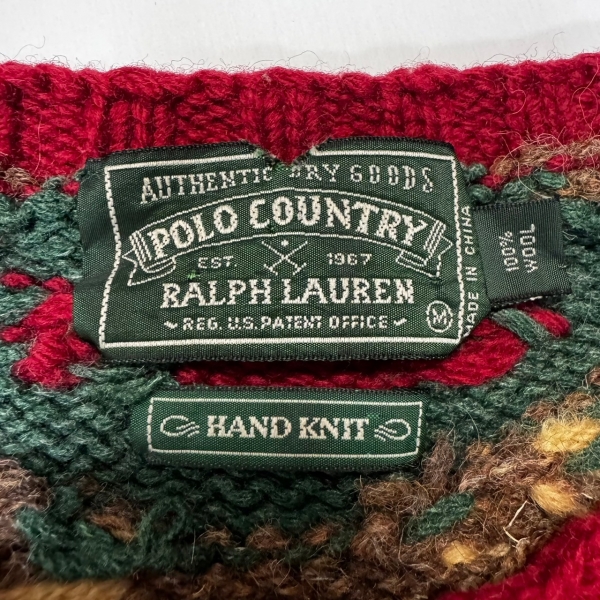 AUTHENTIC DRY GOODS
POLO COUNTRY
EST. 1967
RALPH LAUREN
~ REG. U.S. PATENT OFFICE ~
M
MADE IN CHINA
100%
WOOL
HAND KNIT